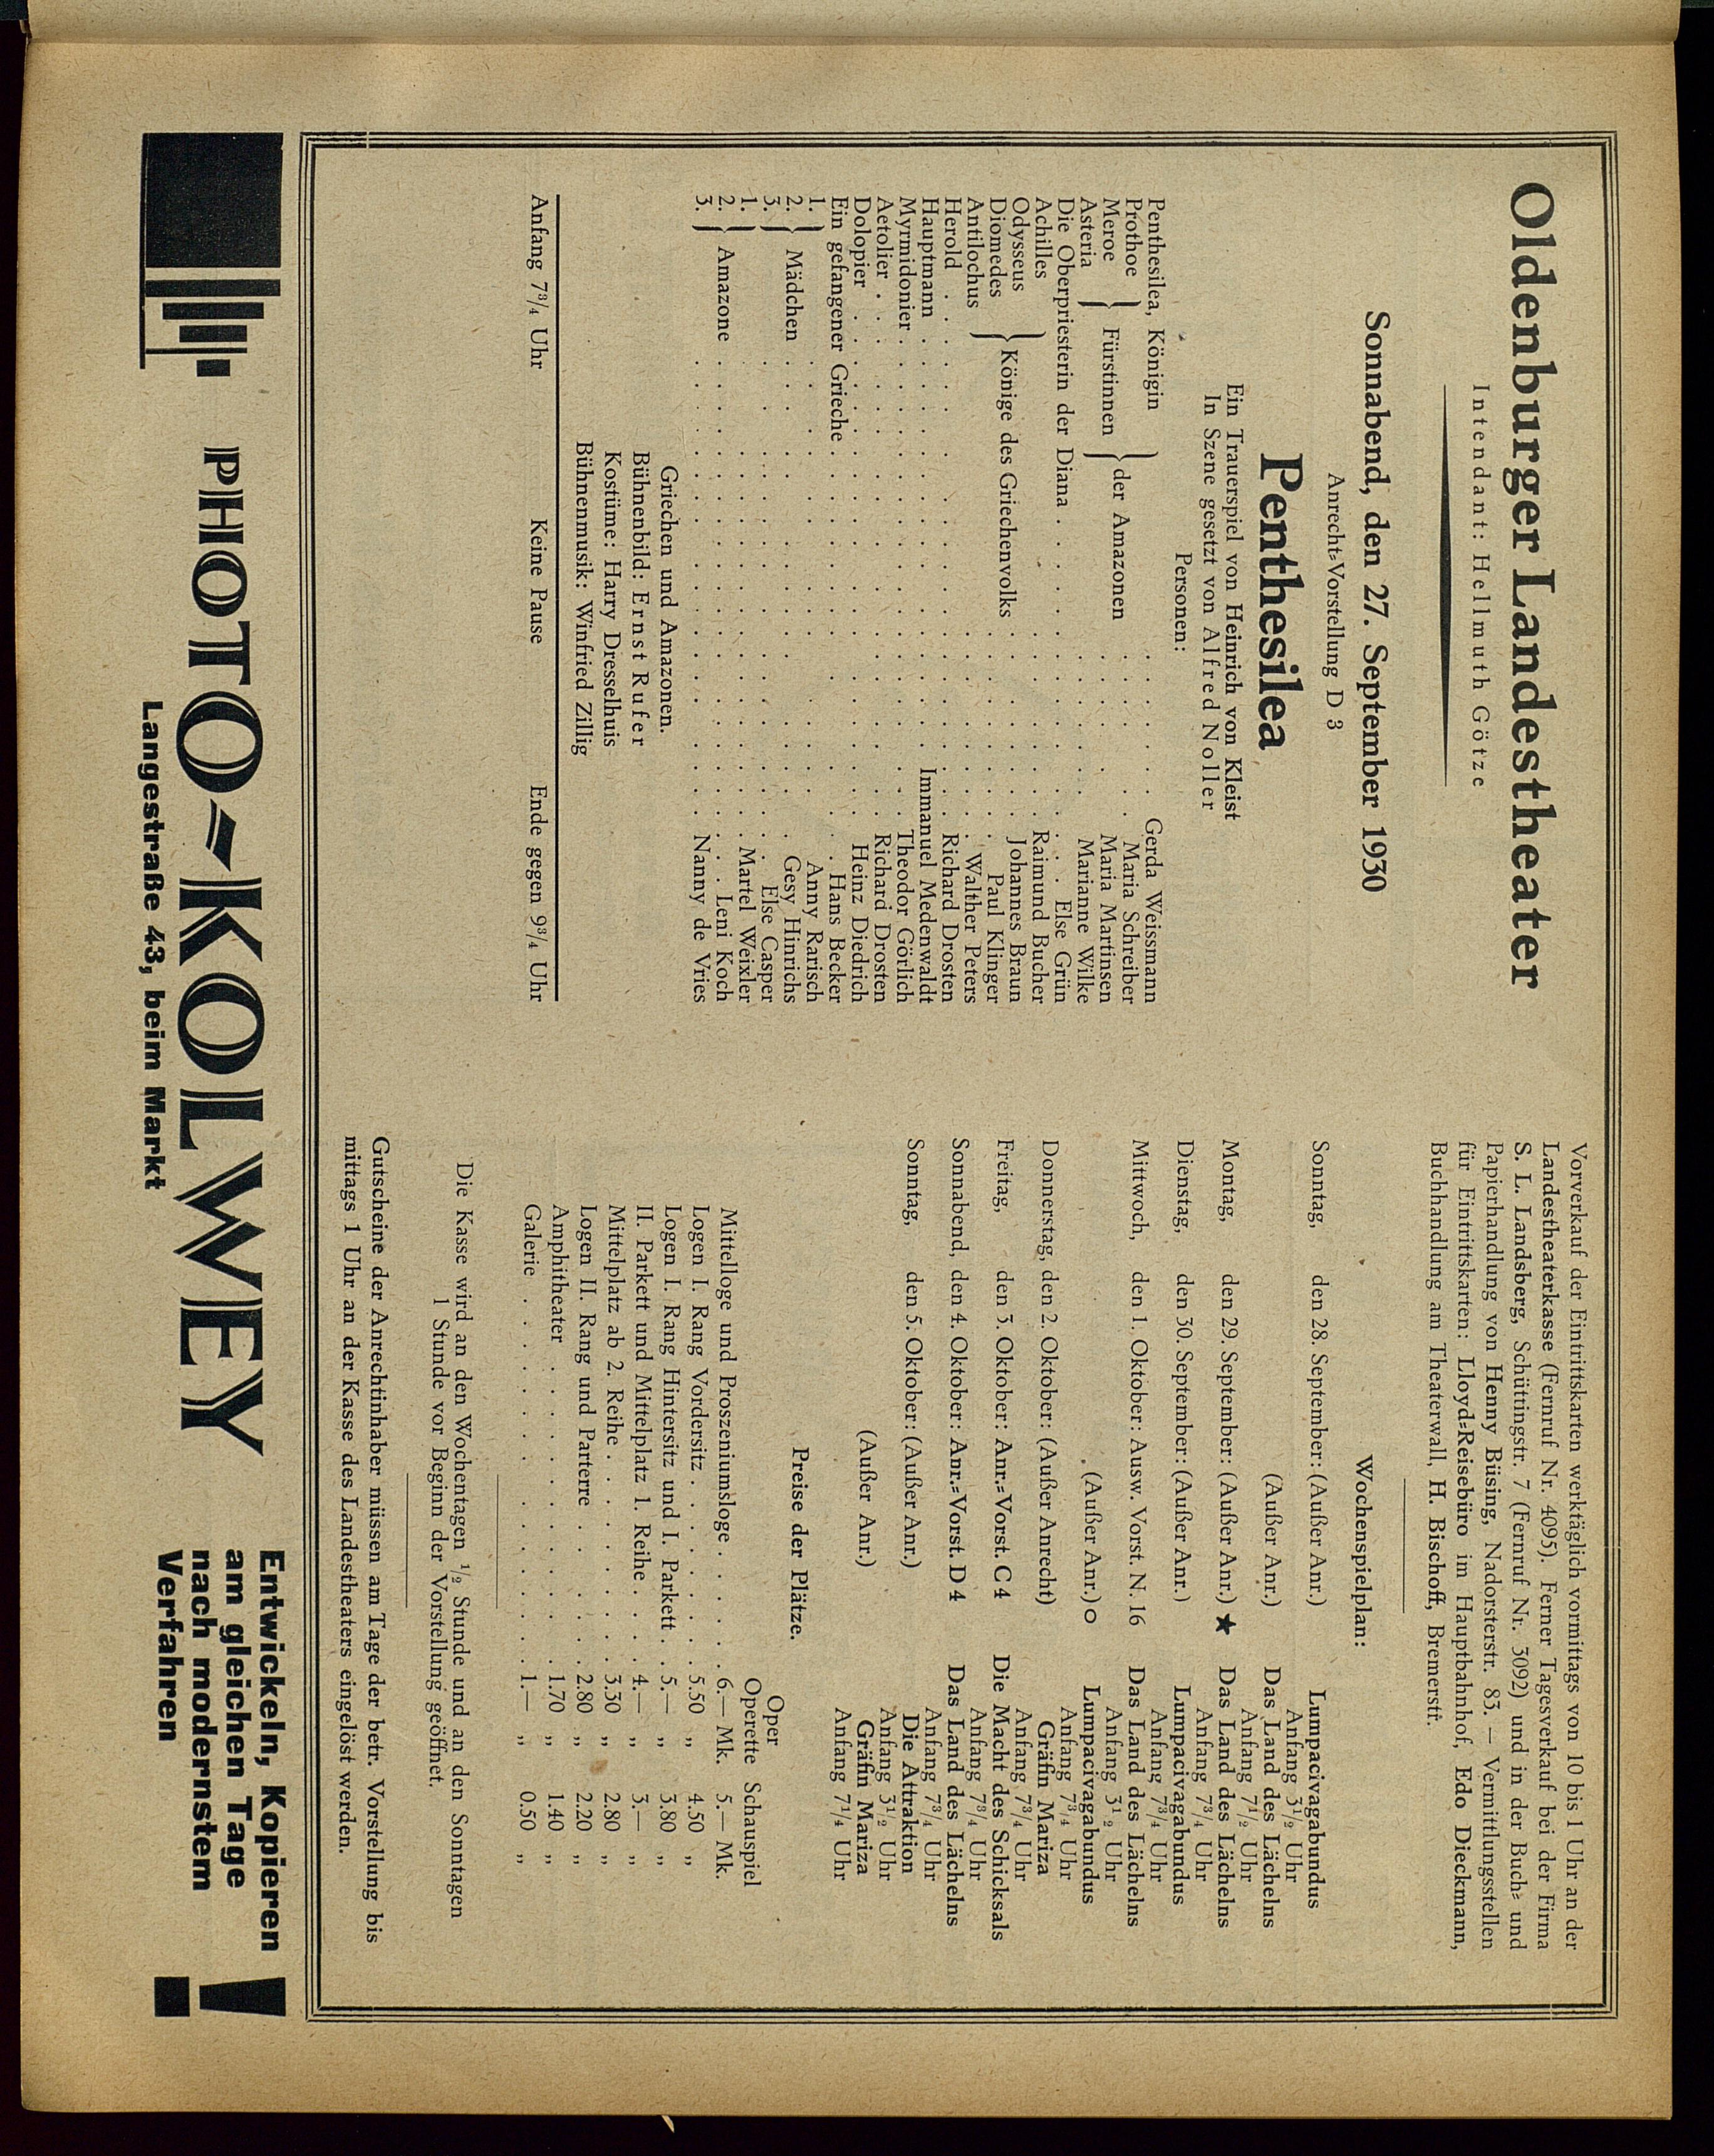 Oldenburger Landestheater
Intendant: Hellmuth Götze
Sonnabend, den 27. September 1930
Anrecht=Vorstellung D 3
Penthesilea
Ein Trauerspiel von Heinrich von Kleist
In Szene gesetzt von Alfred Noller
Personen:
Penthesilea, Königin } der Amazonen . . . . . Gerda Weissmann
Prothoe } Fürstinnen } der Amazonen . . . . . Maria Schreiber
Meroe . . . . Maria Martinsen
Asteria . . . . Marianne Wilke
Die Oberpriesterin der Diana . . . . . . . . Else Grün
Achilles } Könige des Griechenvolks . . . . . Raimund Bucher
Odysseus . . . . . Johannes Braun
Diomedes . . . . . Paul Klinger
Antilochus . . . . . Walther Peters
Herold . . . . . . . . . . Richard Drosten
Hauptmann . . . . . . . . Immanuel Medenwaldt
Myrmidonier . . . . . . . . . . Theodor Görlich
Aetolier . . . . . . . . . . Richard Drosten
Dolopier . . . . . . . . . . Heinz Diedrich
Ein gefangener Grieche . . . . . . . . Hans Becker
1. } Mädchen . . . . . . . . Anny Rarisch
2. . . . . . . . . Gesy Hinrichs
3. . . . . . . . . Else Casper
1. } Amazone . . . . . . . . Martel Weixler
2. . . . . . . . . Leni Koch
3. . . . . . . . . Nanny de Vries
Griechen und Amazonen.
Bühnenbild: Ernst Rufer
Kostüme: Harry Dresselhuis
Bühnenmusik: Winfried Zillig
Anfang 7¾ Uhr Keine Pause Ende gegen 9¾ Uhr
Vorverkauf der Eintrittskarten werktäglich vormittags von 10 bis 1 Uhr an der
Landestheaterkasse (Fernruf Nr. 4095). Ferner Tagesverkauf bei der Firma
S. L. Landsberg, Schüttingstr. 7 (Fernruf Nr. 3092) und in der Buch= und
Papierhandlung von Henny Büsing, Nadorsterstr. 83. — Vermittlungsstellen
für Eintrittskarten: Lloyd=Reisebüro im Hauptbahnhof, Edo Dieckmann,
Buchhandlung am Theaterwall, H. Bischoff, Bremerstr.
Wochenspielplan:
Sonntag, den 28. September: (Außer Anr.) Lumpacivagabundus
Anfang 3½ Uhr
(Außer Anr.) Das Land des Lächelns
Anfang 7½ Uhr
Montag, den 29. September: (Außer Anr.) ★ Das Land des Lächelns
Anfang 7¾ Uhr
Dienstag, den 30. September: (Außer Anr.) Lumpacivagabundus
Anfang 7¾ Uhr
Mittwoch, den 1. Oktober: Ausw. Vorst. N. 16 Das Land des Lächelns
Anfang 3½ Uhr
(Außer Anr.) O Lumpacivagabundus
Anfang 7¾ Uhr
Donnerstag, den 2. Oktober: (Außer Anrecht) Gräfin Mariza
Anfang 7¾ Uhr
Freitag, den 3. Oktober: Anr.=Vorst. C 4 Die Macht des Schicksals
Anfang 7¾ Uhr
Sonnabend, den 4. Oktober: Anr.=Vorst. D 4 Das Land des Lächelns
Anfang 7¾ Uhr
Sonntag, den 5. Oktober: (Außer Anr.) Die Attraktion
Anfang 3½ Uhr
(Außer Anr.) Gräfin Mariza
Anfang 7¼ Uhr
Preise der Plätze.
Oper
Operette Schauspiel
Mittelloge und Proszeniumsloge . . . . . 6.— Mk. 5.— Mk.
Logen I. Rang Vordersitz . . . . . . 5.50 „ 4.50 „
Logen I. Rang Hintersitz und I. Parkett . 5.— „ 3.80 „
II. Parkett und Mittelplatz 1. Reihe . . . 4.— „ 3.— „
Mittelplatz ab 2. Reihe . . . . . . . 3.30 „ 2.80 „
Logen II. Rang und Parterre . . . . . 2.80 „ 2.20 „
Amphitheater . . . . . . . . . . 1.70 „ 1.40 „
Galerie . . . . . . . . . . . . 1.— „ 0.50 „
Die Kasse wird an den Wochentagen ½ Stunde und an den Sonntagen
1 Stunde vor Beginn der Vorstellung geöffnet.
Gutscheine der Anrechtinhaber müssen am Tage der betr. Vorstellung bis
mittags 1 Uhr an der Kasse des Landestheaters eingelöst werden.
PHOTO-KOLWEY
Langestraße 43, beim Markt
Entwickeln, Kopieren
am gleichen Tage
nach modernstem
Verfahren !